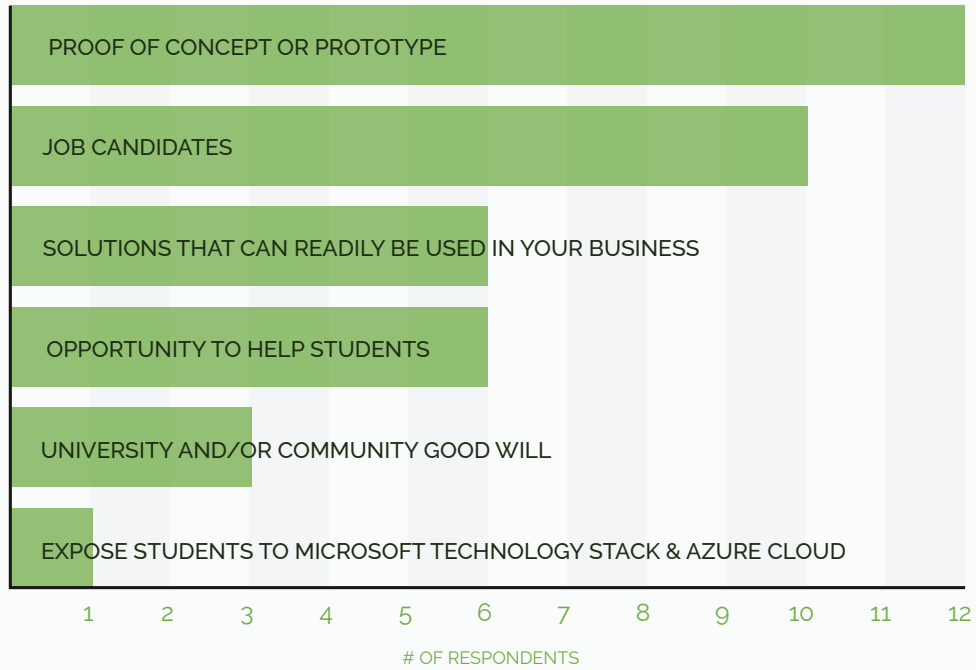 PROOF OF CONCEPT OR PROTOTYPE
JOB CANDIDATES
SOLUTIONS THAT CAN READILY BE USED IN YOUR BUSINESS
OPPORTUNITY TO HELP STUDENTS
UNIVERSITY AND/OR COMMUNITY GOOD WILL
EXPOSE STUDENTS TO MICROSOFT TECHNOLOGY STACK & AZURE CLOUD
1 2 3 4 5 6 7 8 9 10 11 12
# OF RESPONDENTS